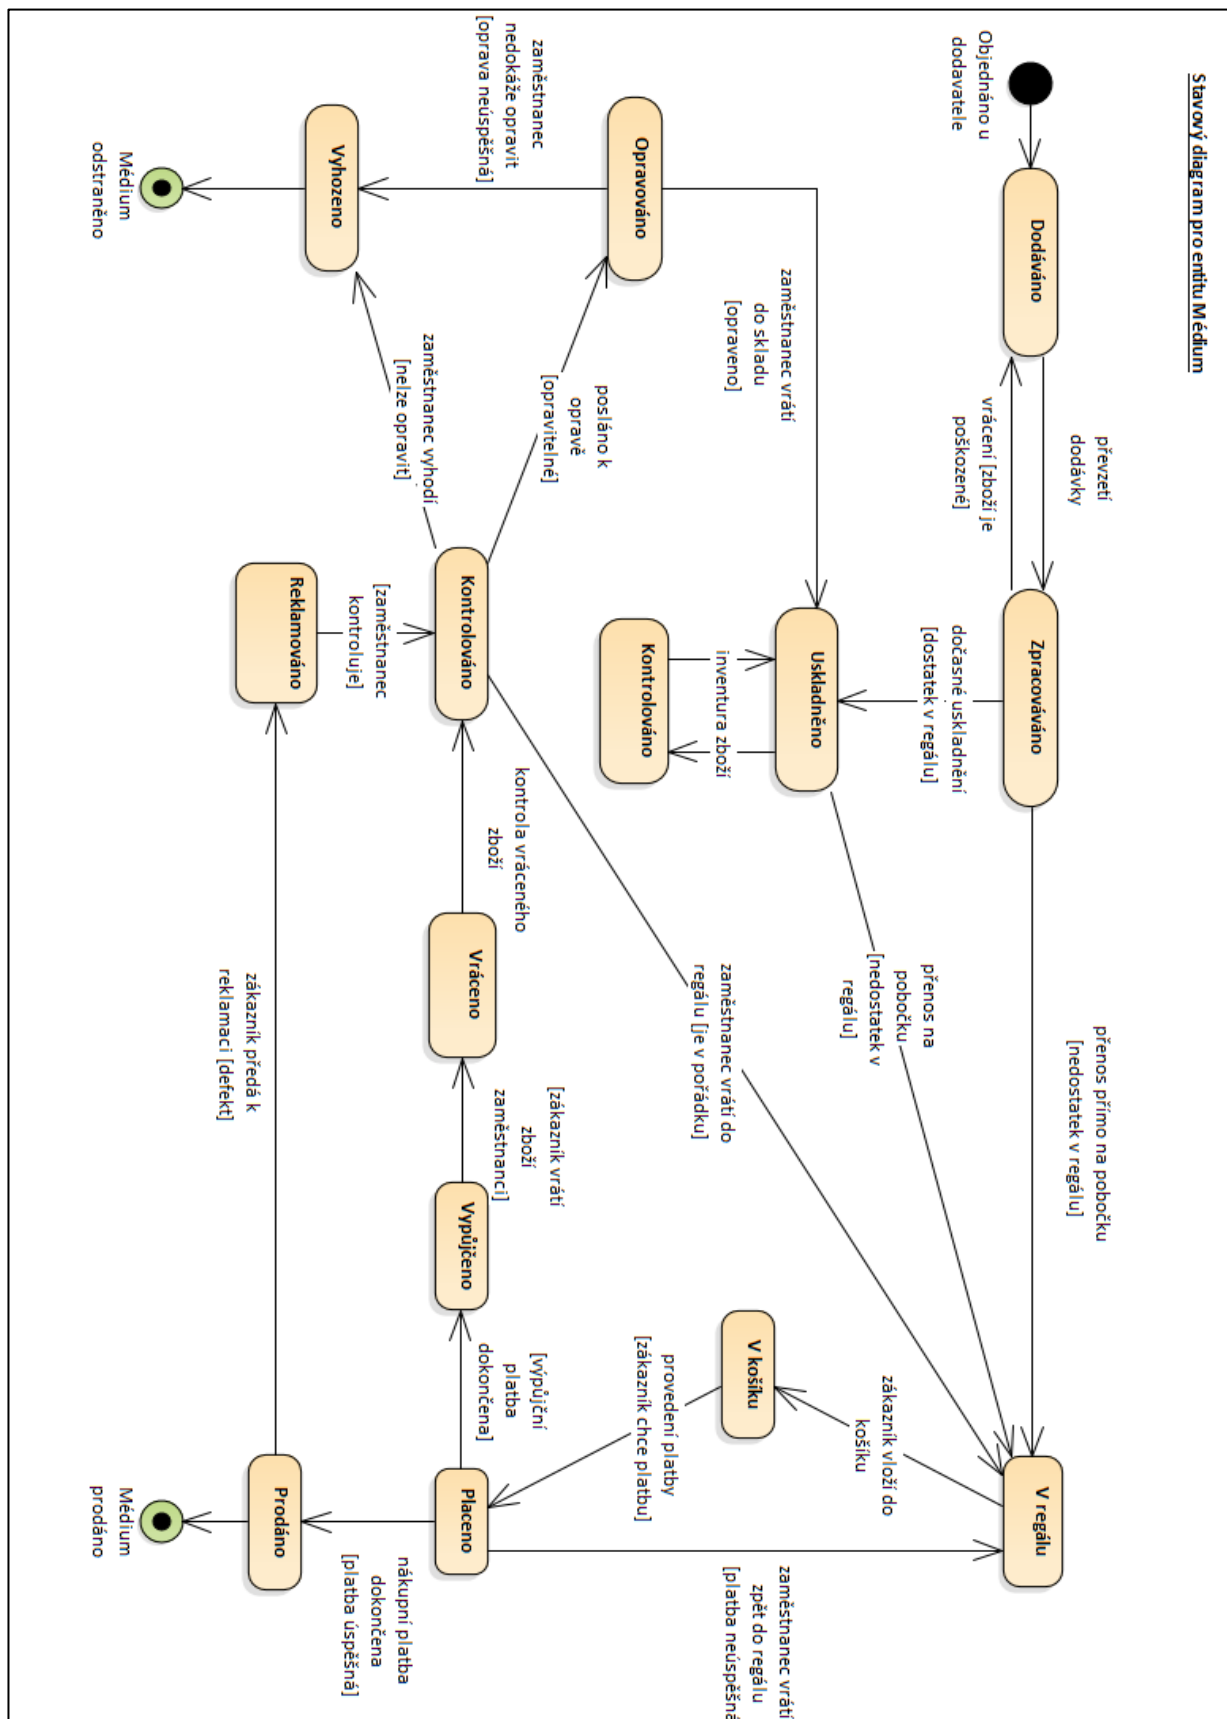 Stavový diagram pro entitu Médium
Objednáno u
dodavatele
Dodáváno
převzetí
dodávky
vrácení [zboží je
poškozené]
Zpracováváno
přenos přímo na pobočku
[nedostatek v regálu]
V regálu
dočasné uskladnění
[dostatek v regálu]
zaměstnanec vrátí
do skladu
[opraveno]
Uskladněno
inventura zboží
Kontrolováno
přenos na
pobočku
[nedostatek v
regálu]
zákazník vloží do
košíku
V košíku
zaměstnanec vrátí
zpět do regálu
[platba neúspěšná
zaměstnanec vrátí do
regálu [je v pořádku]
provedení platby
[zákazník chce platbu]
Opravováno
posláno k
opravě
[opravitelné]
zaměstnanec
nedokáže opravit
[oprava neúspěšná]
Kontrolováno
kontrola vráceného
zboží
Vráceno
[zákazník vrátí
zboží
zaměstnanci]
Vypůjčeno
[výpůjční
platba
dokončena]
Placeno
Vyhozeno
zaměstnanec vyhodí
[nelze opravit]
[zaměstnanec
kontroluje]
Reklamováno
zákazník předá k
reklamaci [defekt]
nákupní platba
dokončena
[platba úspěšná]
Prodáno
Médium
odstraněno
Médium
prodáno